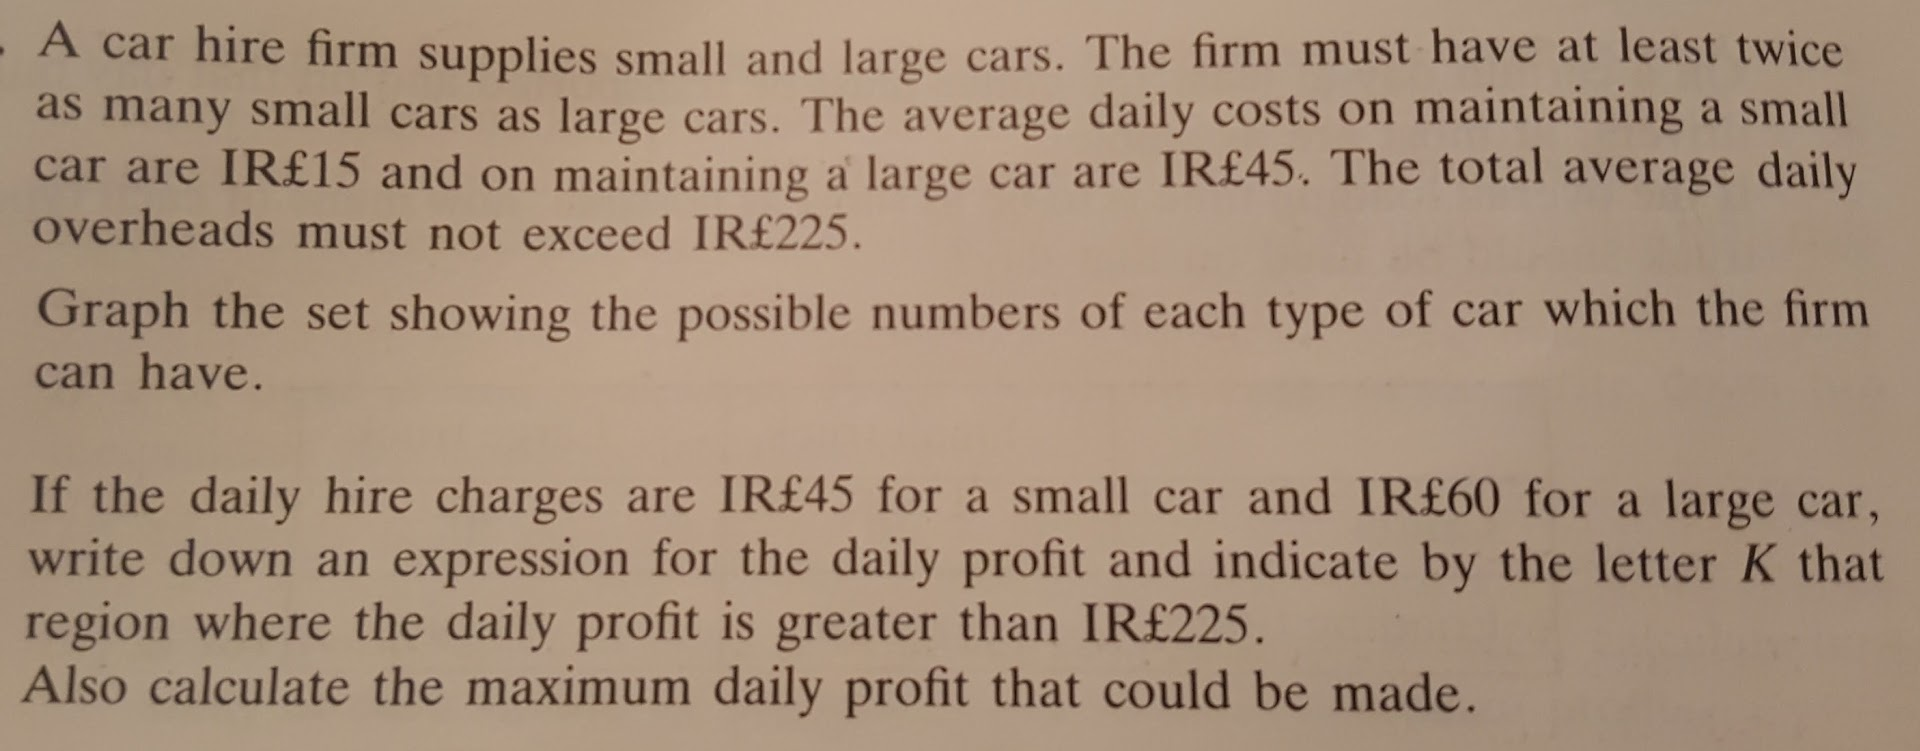 A car hire firm supplies small and large cars. The firm must have at least twice
as many small cars as large cars. The average daily costs on maintaining a small
car are IR£15 and on maintaining a large car are IR£45. The total average daily
overheads must not exceed IR£225.
Graph the set showing the possible numbers of each type of car which the firm
can have.
If the daily hire charges are IR£45 for a small car and IR£60 for a large car,
write down an expression for the daily profit and indicate by the letter K that
region where the daily profit is greater than IR£225.
Also calculate the maximum daily profit that could be made.